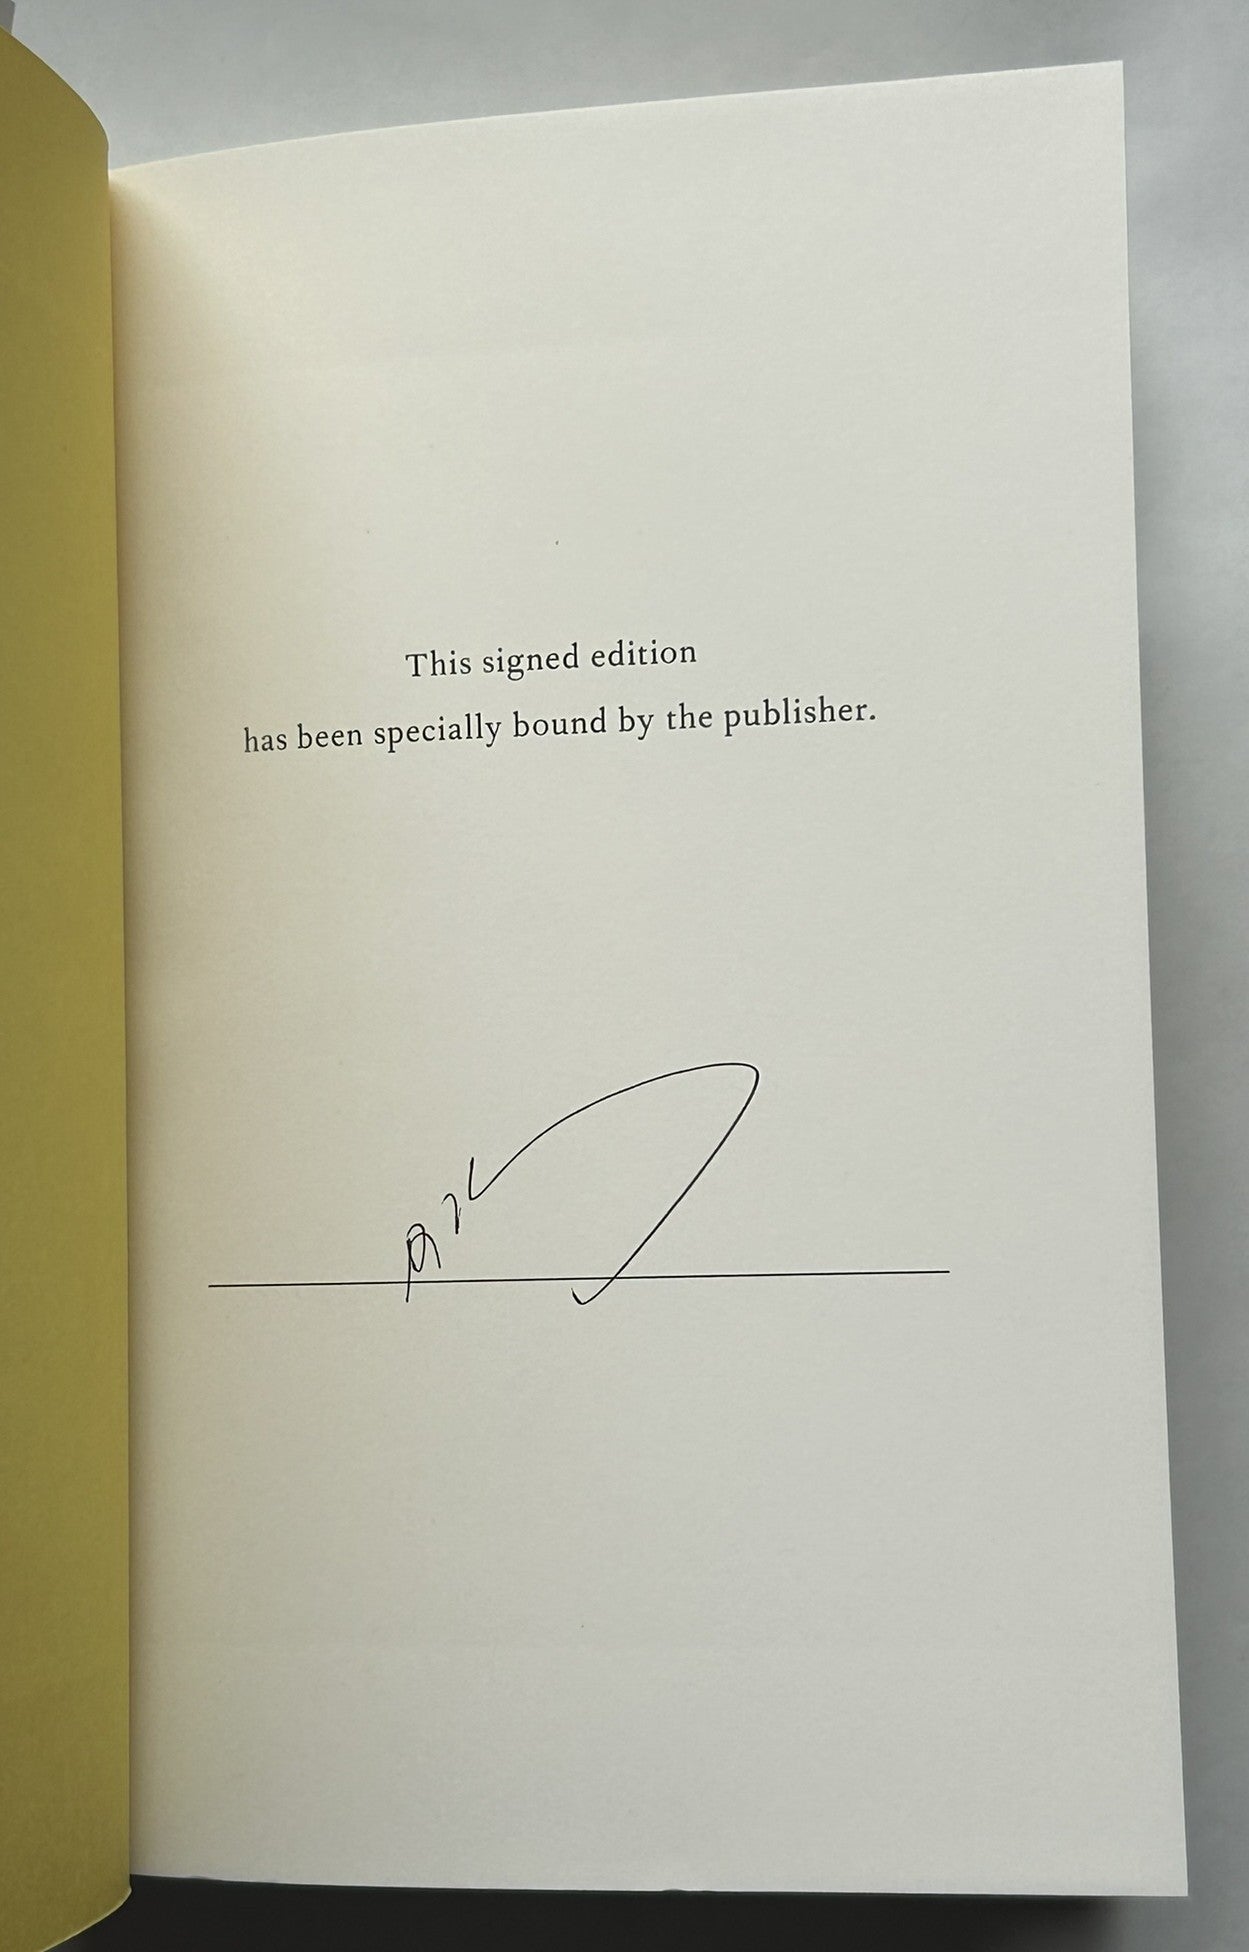 This signed edition
has been specially bound by the publisher.